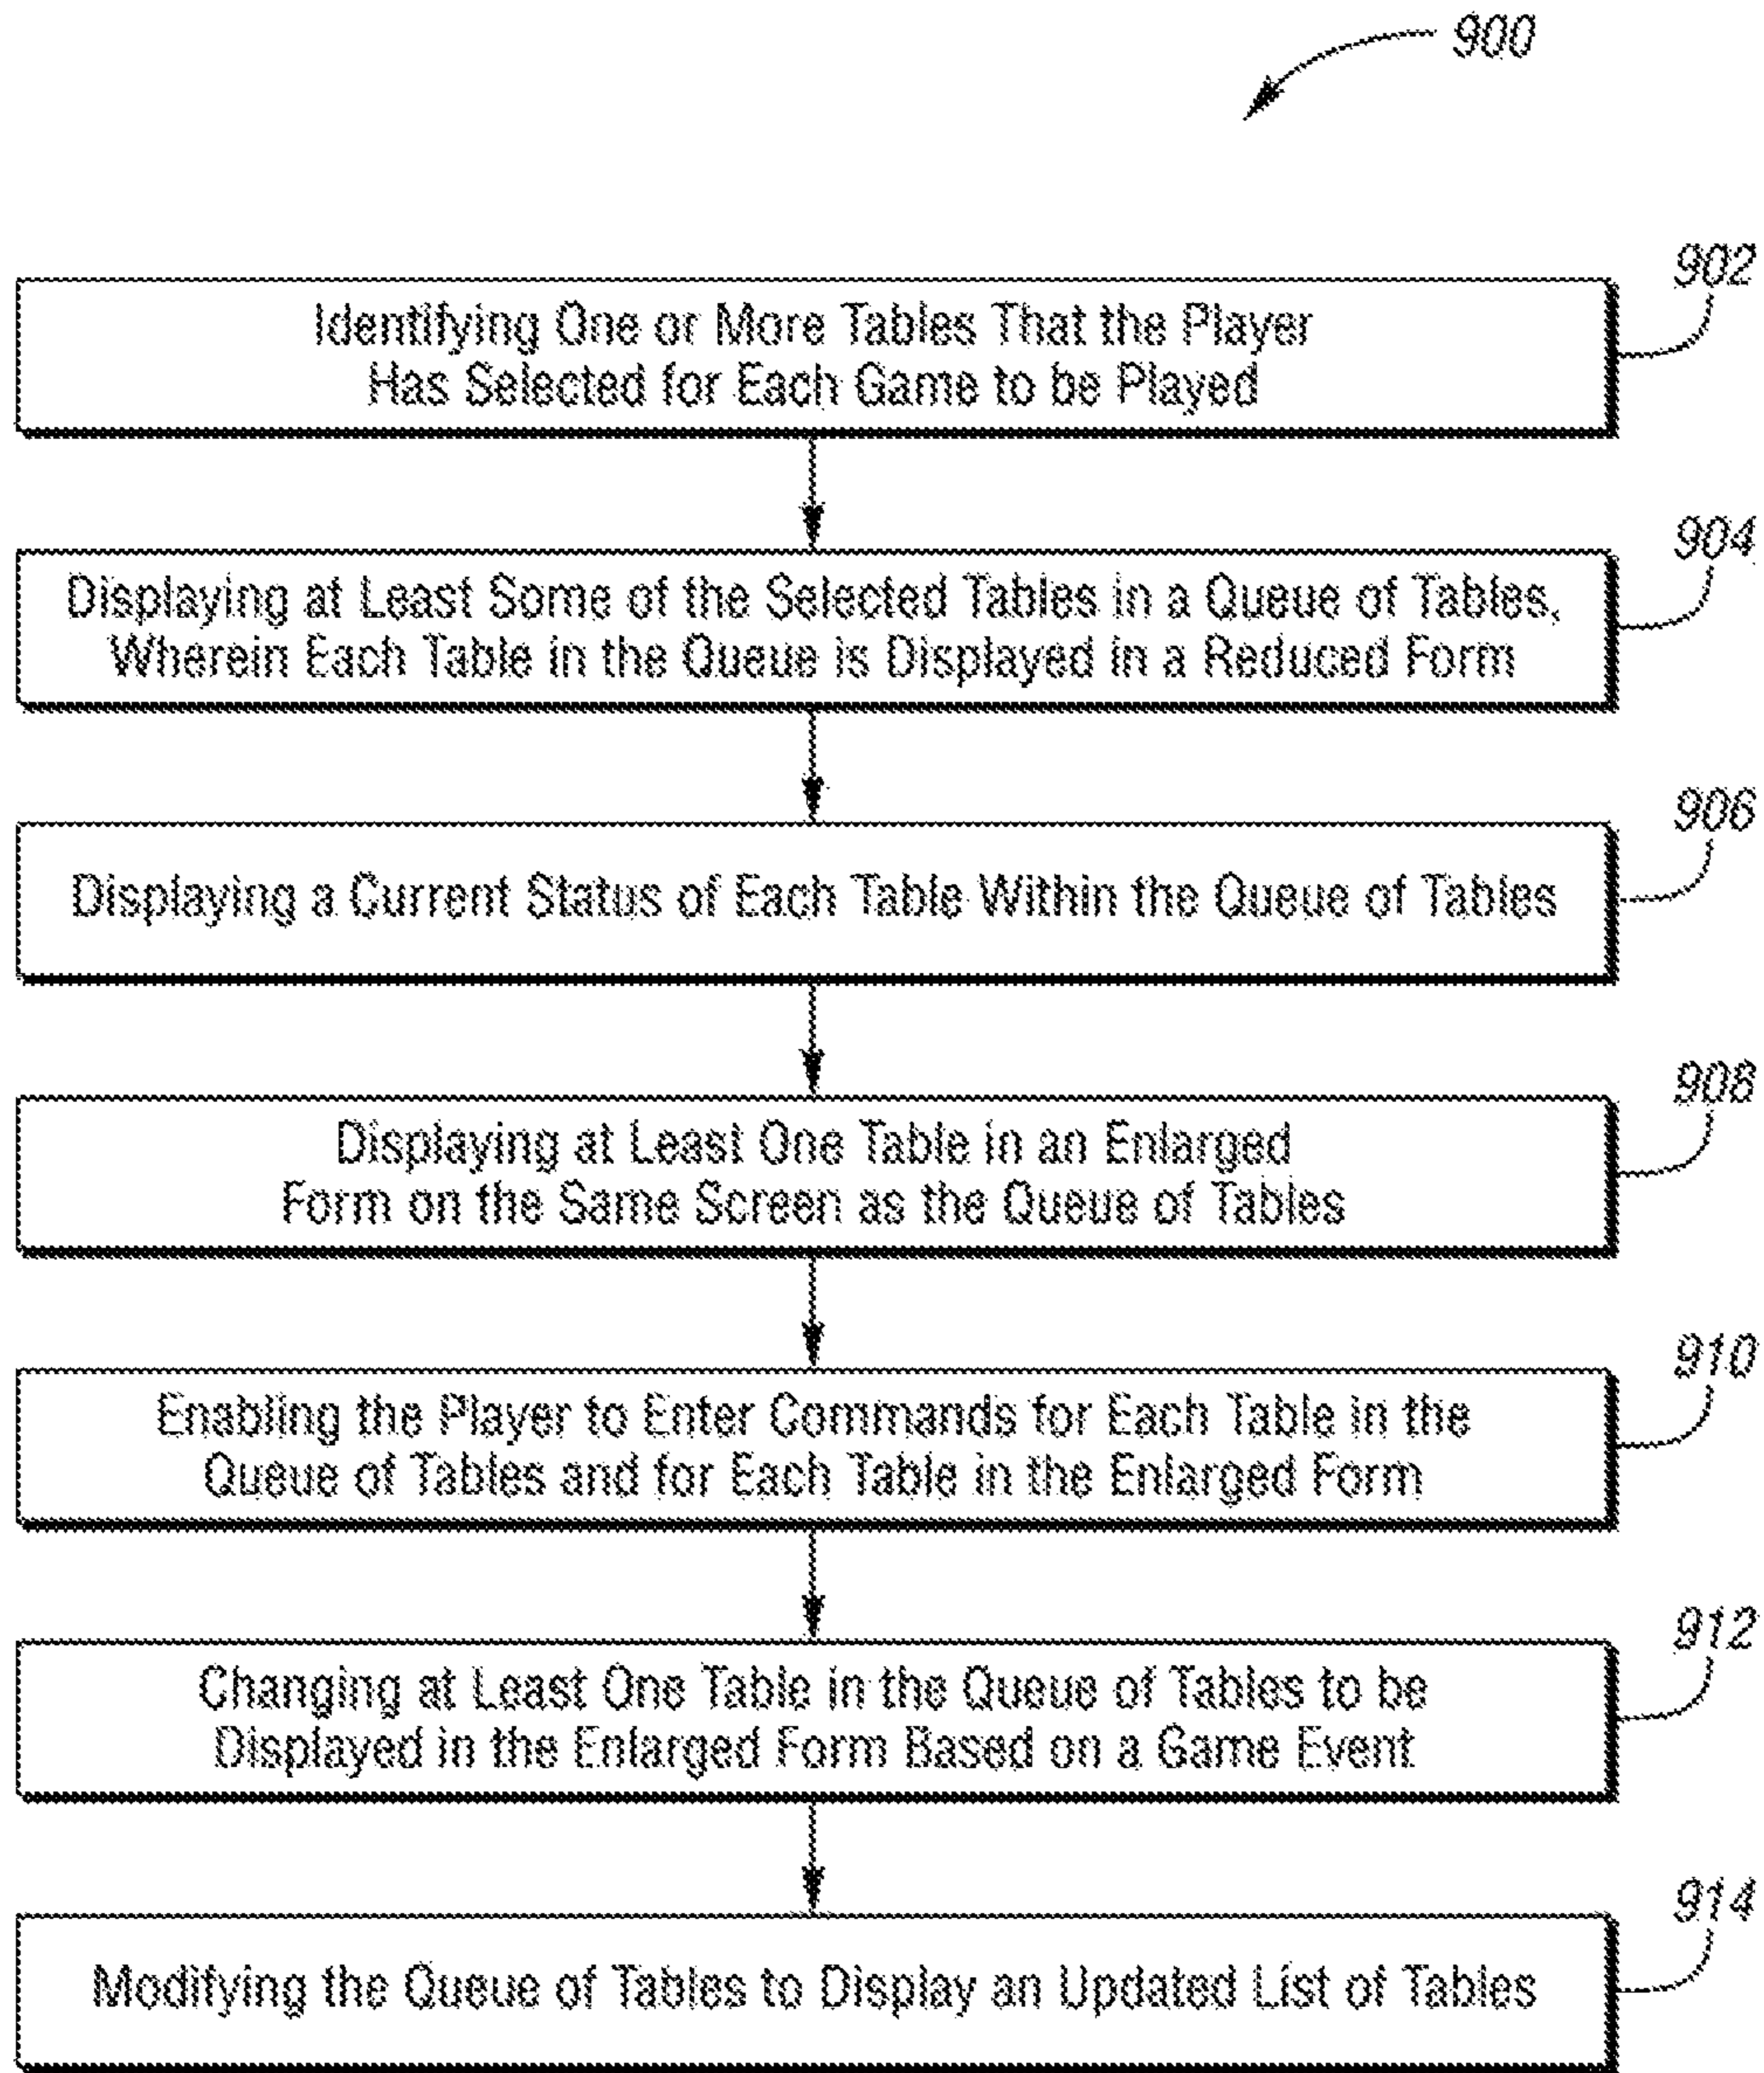 900
902
Identifying One or More Tables That the Player
Has Selected for Each Game to be Played
904
Displaying at Least Some of the Selected Tables in a Queue of Tables,
Wherein Each Table in the Queue is Displayed in a Reduced Form
906
Displaying a Current Status of Each Table Within the Queue of Tables
908
Displaying at Least One Table in an Enlarged
Form on the Same Screen as the Queue of Tables
910
Enabling the Player to Enter Commands for Each Table in the
Queue of Tables and for Each Table in the Enlarged Form
912
Changing at Least One Table in the Queue of Tables to be
Displayed in the Enlarged Form Based on a Game Event
914
Modifying the Queue of Tables to Display an Updated List of Tables